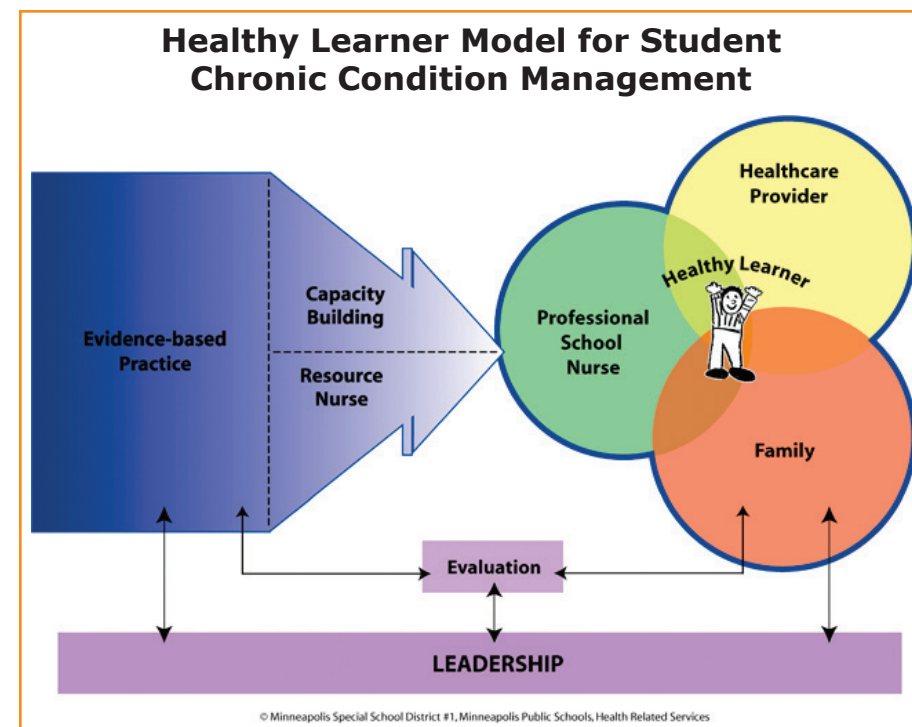 Healthy Learner Model for Student
Chronic Condition Management
Healthcare
Provider
Healthy Learner
Capacity
Building
Professional
School
Nurse
Evidence-based
Practice
Resource
Nurse
Family
Evaluation
LEADERSHIP
© Minneapolis Special School District #1, Minneapolis Public Schools, Health Related Services